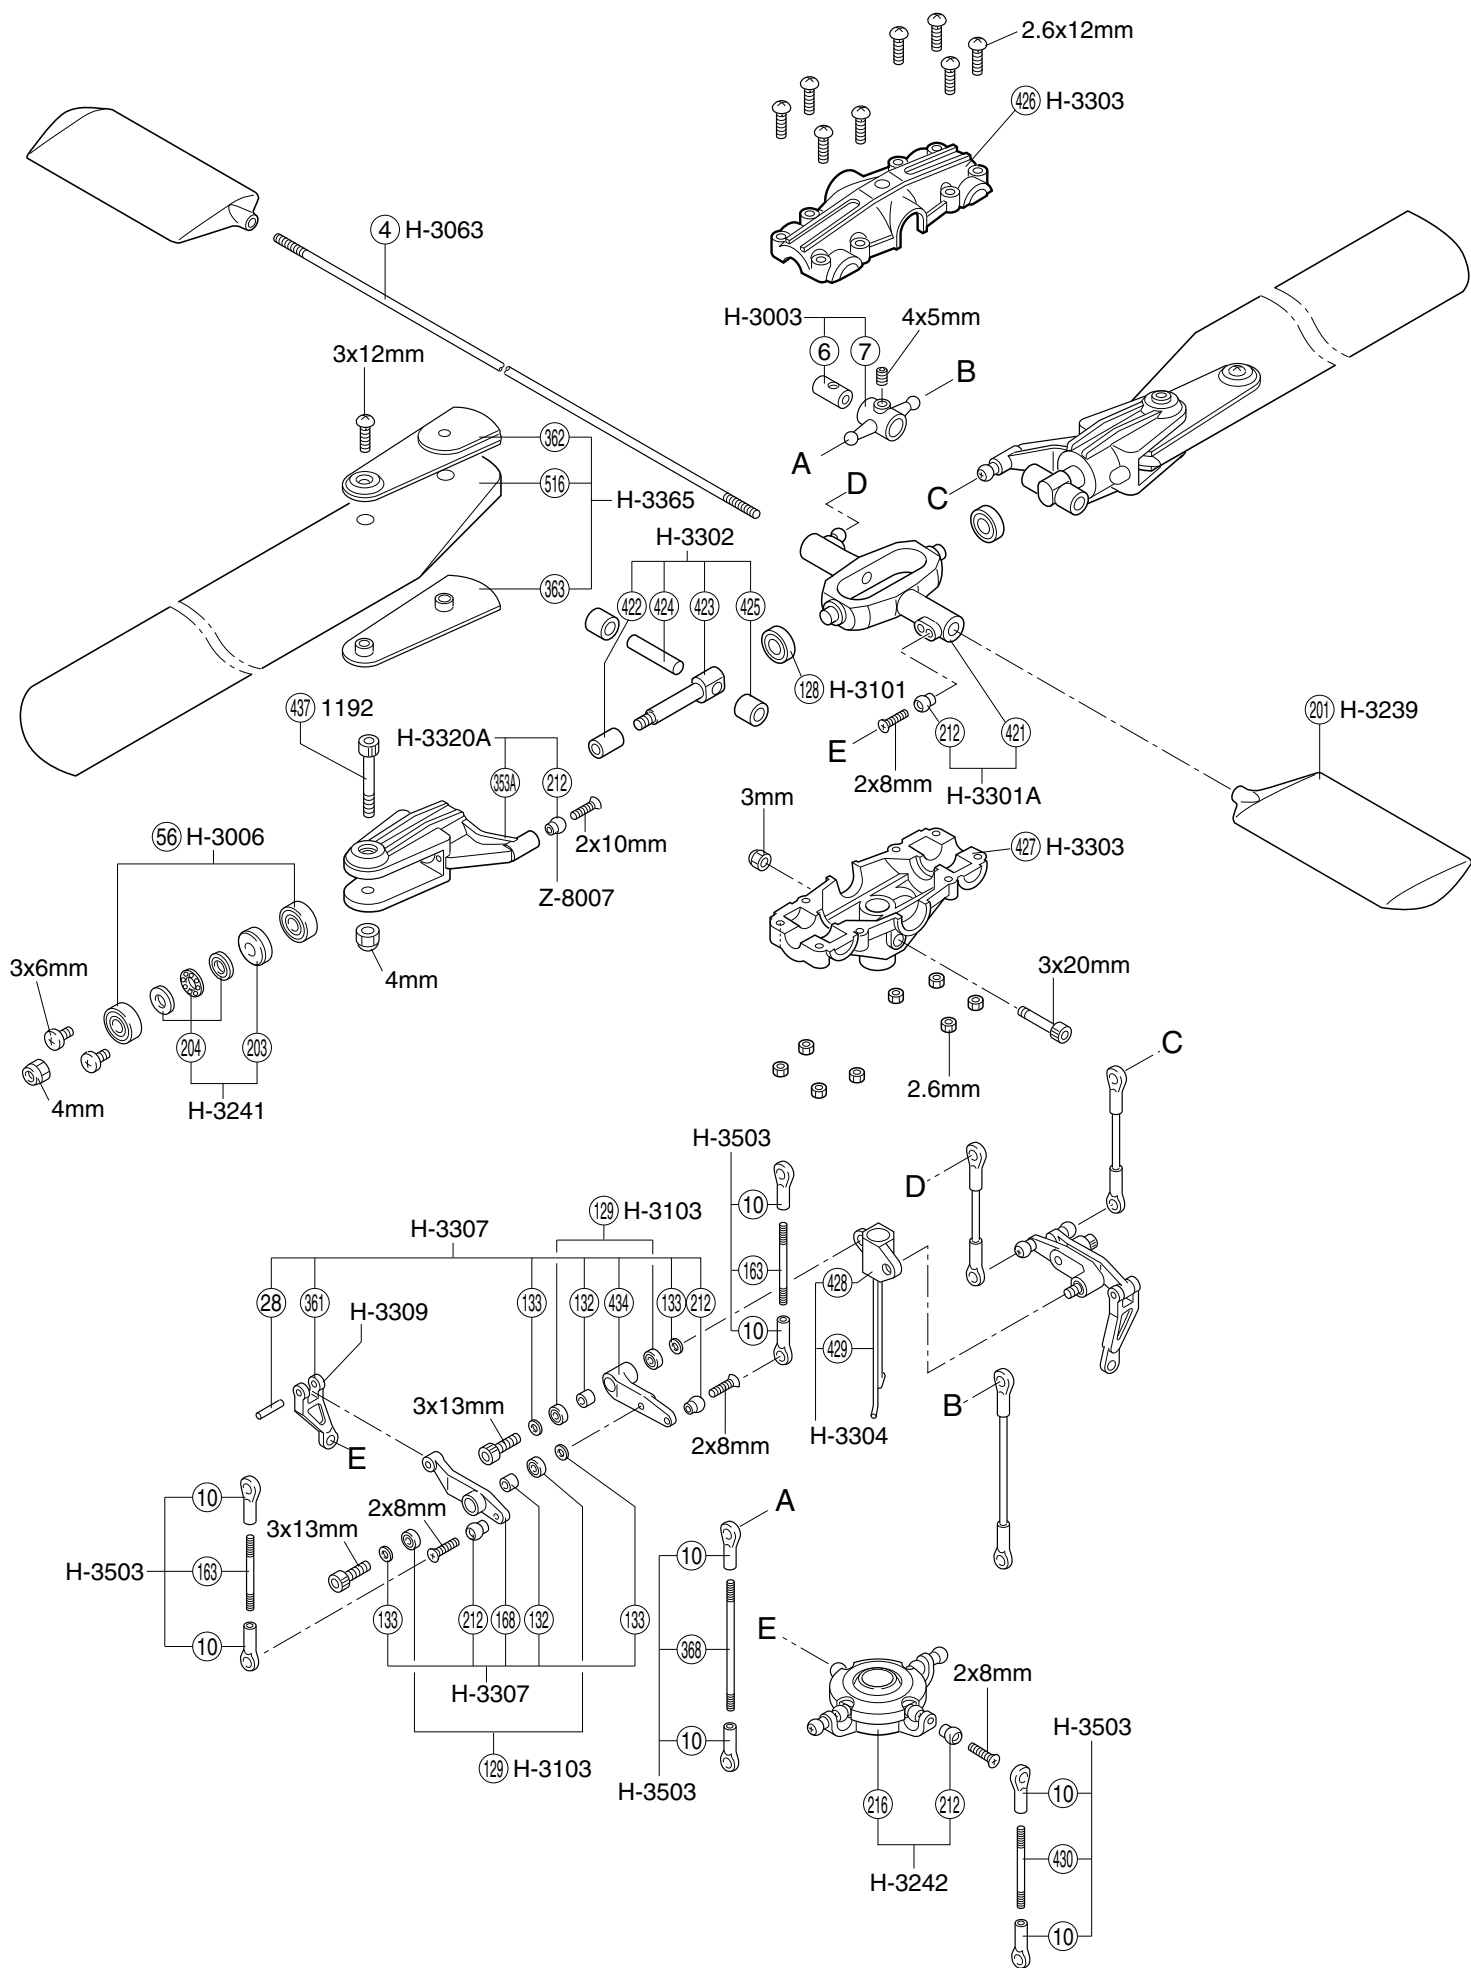 2.6x12mm
426 H-3303
4 H-3063
H-3003
4x5mm
6
7
B
A
3x12mm
362
516
H-3365
363
D
C
H-3302
422
424
423
425
128 H-3101
437 1192
H-3320A
353A
212
2x10mm
Z-8007
E
212
421
2x8mm
H-3301A
201 H-3239
3mm
427 H-3303
56 H-3006
4mm
3x6mm
204
203
H-3241
4mm
3x20mm
2.6mm
C
H-3503
10
163
10
D
129 H-3103
H-3307
28
361
133
132
434
133
212
H-3309
E
3x13mm
2x8mm
428
429
H-3304
B
10
163
10
H-3503
3x13mm
2x8mm
A
133
212
168
132
133
H-3307
129 H-3103
10
368
10
H-3503
E
2x8mm
216
212
H-3242
H-3503
10
430
10